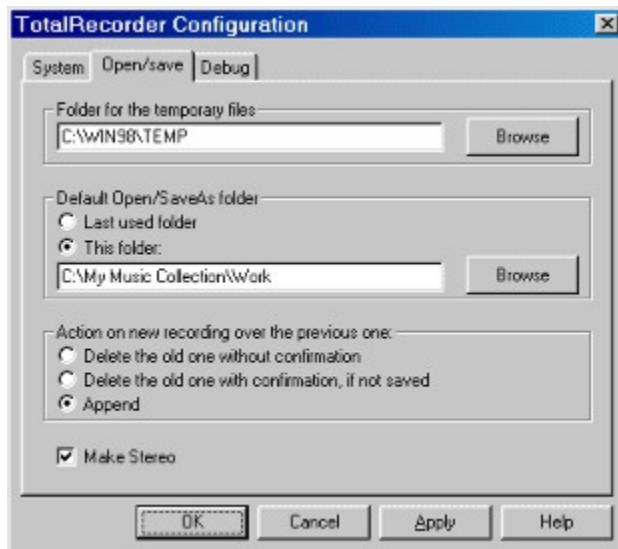 TotalRecorder Configuration
System Open/save Debug
Folder for the temporary files
C:\WIN98\TEMP
Browse
Default Open/SaveAs folder
Last used folder
This folder:
C:\My Music Collection\Work
Browse
Action on new recording over the previous one:
Delete the old one without confirmation
Delete the old one with confirmation, if not saved
Append
Make Stereo
OK Cancel Apply Help